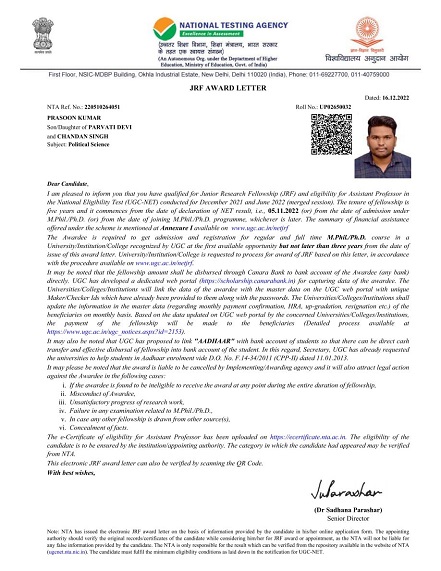 NATIONAL TESTING AGENCY
Excellence in Assessment
(उच्चतर शिक्षा विभाग, शिक्षा मंत्रालय, भारत सरकार
के तहत एक स्वायत्त संगठन)
(An Autonomous Org. under the Department of Higher
Education, Ministry of Education, Govt. of India)
विश्वविद्यालय अनुदान आयोग
First Floor, NSIC-MDBP Building, Okhla Industrial Estate, New Delhi, Delhi 110020 (India), Phone: 011-69227700, 011-40759000
JRF AWARD LETTER
Dated: 16.12.2022
NTA Ref. No.: 220510264051
Roll No.: UP02650032
PRASOON KUMAR
Son/Daughter of PARVATI DEVI
and CHANDAN SINGH
Subject: Political Science
Dear Candidate,
I am pleased to inform you that you have qualified for Junior Research Fellowship (JRF) and eligibility for Assistant Professor in
the National Eligibility Test (UGC-NET) conducted for December 2021 and June 2022 (merged session). The tenure of fellowship is
five years and it commences from the date of declaration of NET result, i.e., 05.11.2022 (or) from the date of admission under
M.Phil./Ph.D. (or) from the date of joining M.Phil./Ph.D. programme, whichever is later. The summary of financial assistance
offered under the scheme is mentioned at Annexure I available on www.ugc.ac.in/netjrf
The Awardee is required to get admission and registration for regular and full time M.Phil./Ph.D. course in a
University/Institution/College recognized by UGC at the first available opportunity but not later than three years from the date of
issue of this award letter. University/Institution/College is requested to process for award of JRF based on this letter, in accordance
with the procedure available on www.ugc.ac.in/netjrf.
It may be noted that the fellowship amount shall be disbursed through Canara Bank to bank account of the Awardee (any bank)
directly. UGC has developed a dedicated web portal (https://scholarship.canarabank.in) for capturing data of the awardee. The
Universities/Colleges/Institutions will link the data of the awardee with the master data on the UGC web portal with unique
Maker/Checker Ids which have already been provided to them along with the passwords. The Universities/Colleges/Institutions shall
update the information in the master data (regarding monthly payment confirmation, HRA, up-gradation, resignation etc.) of the
beneficiaries on monthly basis. Based on the data updated on UGC web portal by the concerned Universities/Colleges/Institutions,
the payment of the fellowship will be made to the beneficiaries (Detailed process available at
https://www.ugc.ac.in/ugc_notices.aspx?id=2153).
It may also be noted that UGC has proposed to link "AADHAAR" with bank account of students so that there can be direct cash
transfer and effective disbursal of fellowship into bank account of the student. In this regard, Secretary, UGC has already requested
the universities to help students in Aadhaar enrolment vide D.O. No. F.14-34/2011 (CPP-II) dated 11.01.2013.
It may please be noted that the award is liable to be cancelled by Implementing/Awarding agency and it will also attract legal action
against the Awardee in the following cases:
i. If the awardee is found to be ineligible to receive the award at any point during the entire duration of fellowship,
ii. Misconduct of Awardee,
iii. Unsatisfactory progress of research work,
iv. Failure in any examination related to M.Phil./Ph.D.,
v. In case any other fellowship is drawn from other source(s),
vi. Concealment of facts.
The e-Certificate of eligibility for Assistant Professor has been uploaded on https://ecertificate.nta.ac.in. The eligibility of the
candidate is to be ensured by the institution/appointing authority. The category in which the candidate had appeared may be verified
from NTA.
This electronic JRF award letter can also be verified by scanning the QR Code.
With best wishes,
(Dr Sadhana Parashar)
Senior Director
Note: NTA has issued the electronic JRF award letter on the basis of information provided by the candidate in his/her online application form. The appointing
authority should verify the original records/certificates of the candidate while considering him/her for JRF award or appointment, as the NTA will not be liable for
any false information provided by the candidate. The NTA is only responsible for the result which can be verified from the repository available in the website of NTA
(ugcnet.nta.nic.in). The candidate must fulfil the minimum eligibility conditions as laid down in the notification for UGC-NET.